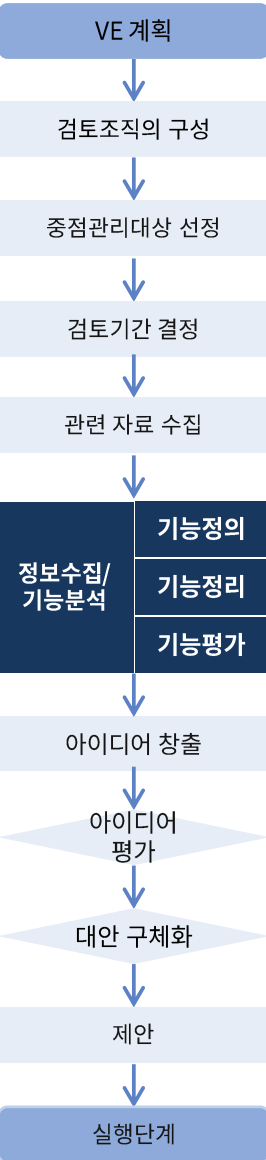 VE 계획
검토조직의 구성
중점관리대상 선정
검토기간 결정
관련 자료 수집
정보수집/
기능분석
기능정의
기능정리
기능평가
아이디어 창출
아이디어
평가
대안 구체화
제안
실행단계